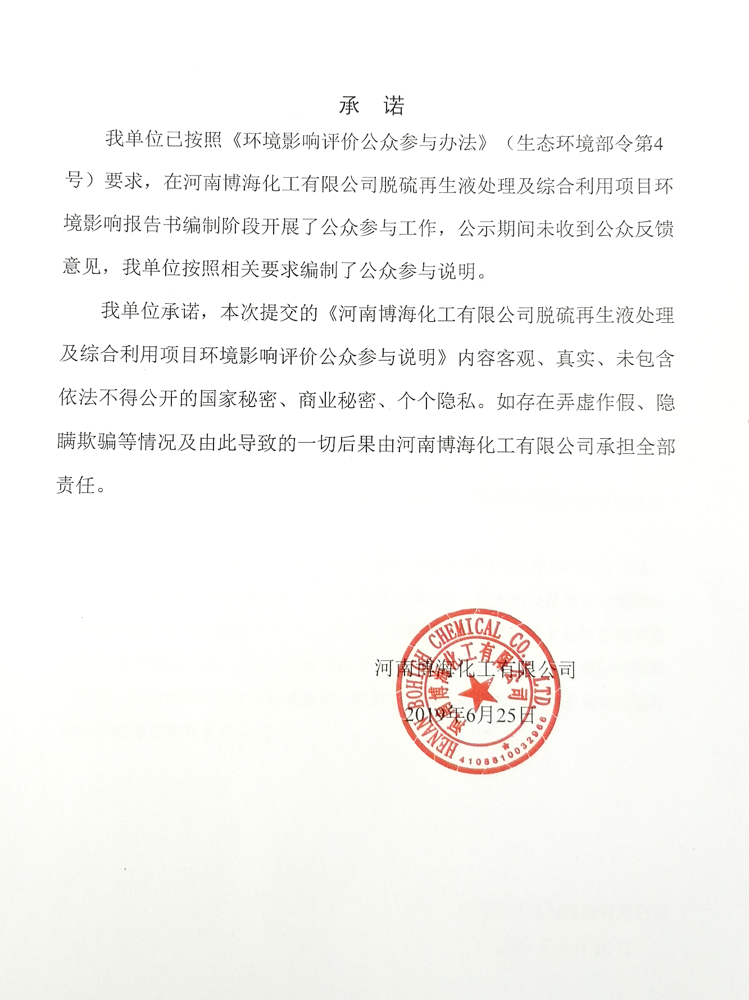 承 诺
我单位已按照《环境影响评价公众参与办法》（生态环境部令第4
号）要求，在河南博海化工有限公司脱硫再生液处理及综合利用项目环
境影响报告书编制阶段开展了公众参与工作，公示期间未收到公众反馈
意见，我单位按照相关要求编制了公众参与说明。
我单位承诺，本次提交的《河南博海化工有限公司脱硫再生液处理
及综合利用项目环境影响评价公众参与说明》内容客观、真实、未包含
依法不得公开的国家秘密、商业秘密、个个隐私。如存在弄虚作假、隐
瞒欺骗等情况及由此导致的一切后果由河南博海化工有限公司承担全部
责任。
河南博海化工有限公司
2019年6月25日
HENAN BOHIGH CHEMICAL CO., LTD.
河南博海化工有限公司
4108810032966